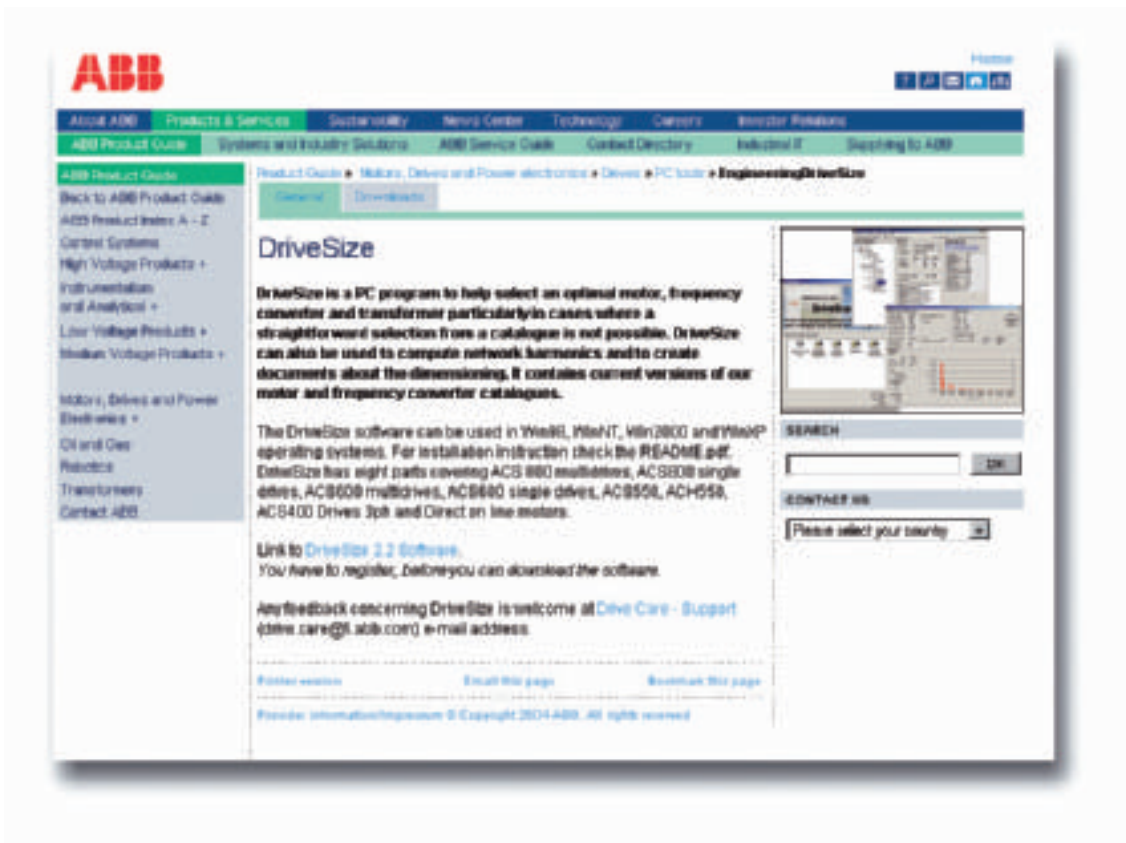 ABB
Home
About ABB Products & Services Sustainability News Center Technology Careers Investor Relations
ABB Product Guide Systems and Industry Solutions ABB Service Guide Contact Directory Industrial IT Supplying to ABB
ABB Product Guide
Back to ABB Product Guide
ABB Product Index A - Z
Control Systems
High Voltage Products +
Instrumentation
and Analytical +
Low Voltage Products +
Medium Voltage Products +
Motors, Drives and Power
Electronics +
Oil and Gas
Robotics
Transformers
Contact ABB
Product Guide Motors, Drives and Power electronics Drives PC tools EngineeringDriveSize
General Downloads
DriveSize
DriveSize is a PC program to help select an optimal motor, frequency
converter and transformer particularly in cases where a
straightforward selection from a catalogue is not possible. DriveSize
can also be used to compute network harmonics and to create
documents about the dimensioning. It contains current versions of our
motor and frequency converter catalogues.
The DriveSize software can be used in WinNT, Win2000 and WinXP
operating systems. For installation instruction check the README.pdf.
DriveSize has eight parts covering ACS 800 multidrives, ACS800 single
drives, ACS600 multidrives, ACS600 single drives, ACS550, ACH550,
ACS400 Drives 3ph and Direct on line motors.
Link to DriveSize 2.2 Software.
You have to register, before you can download the software.
Any feedback concerning DriveSize is welcome at Drive Care - Support
(drive.care@fi.abb.com) e-mail address.
Printer version Email this page Bookmark this page
Provider information/Impressum © Copyright 2004 ABB. All rights reserved
SEARCH
OK
CONTACT US
Please select your country